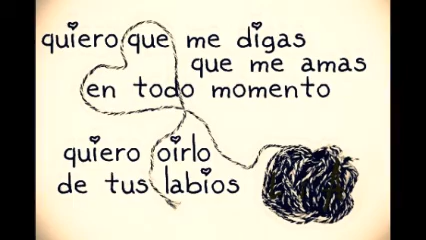 quiero que me digas
que me amas
en todo momento
quiero oirlo
de tus labios